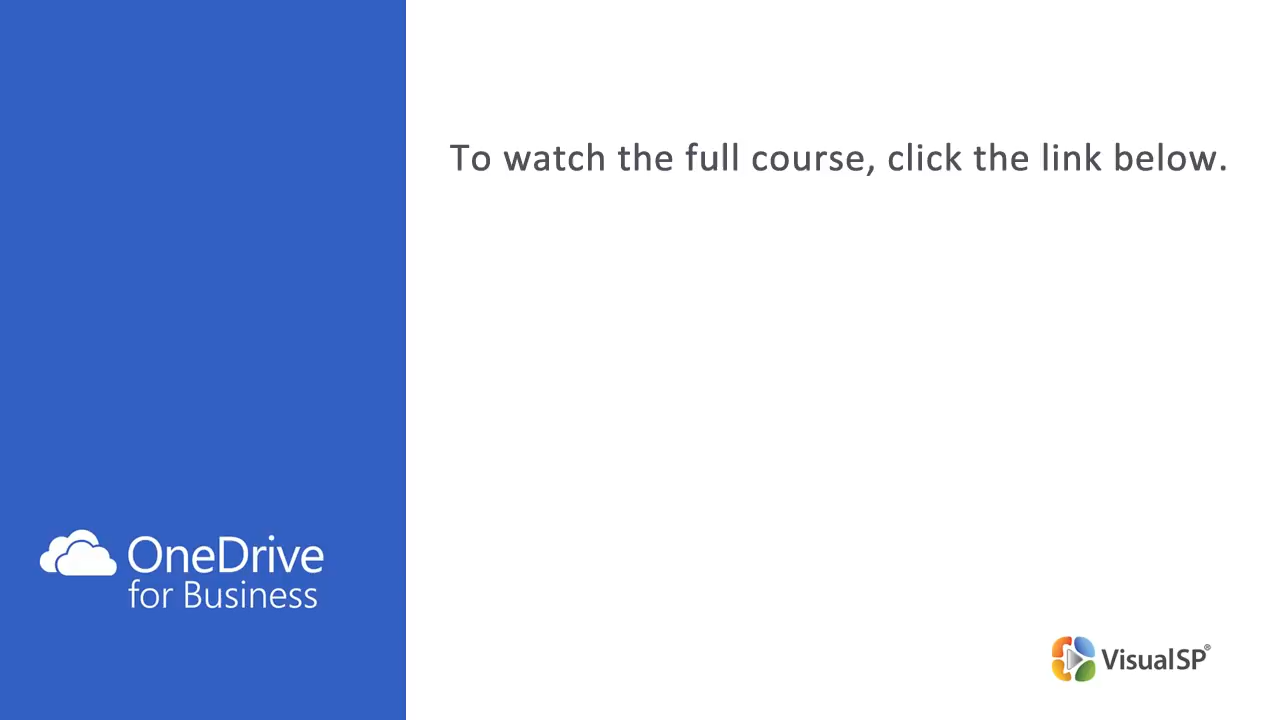 To watch the full course, click the link below.
OneDrive
for Business
VisualSP®